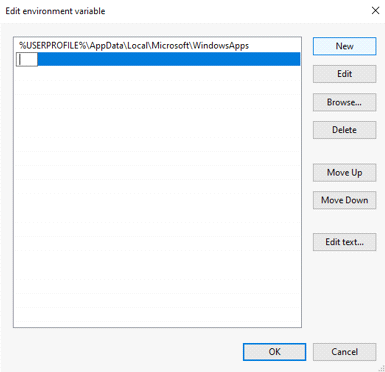 Edit environment variable
%USERPROFILE%\AppData\Local\Microsoft\WindowsApps
New
Edit
Browse...
Delete
Move Up
Move Down
Edit text...
OK
Cancel